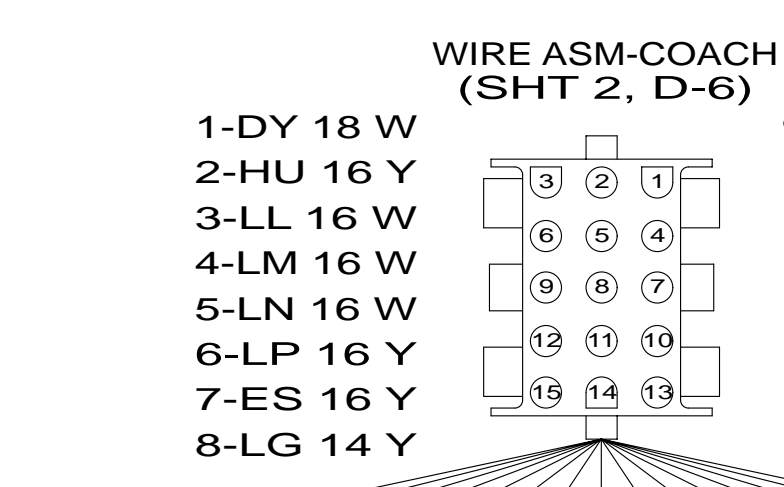 WIRE ASM-COACH
(SHT 2, D-6)
1-DY 18 W
2-HU 16 Y
3-LL 16 W
4-LM 16 W
5-LN 16 W
6-LP 16 Y
7-ES 16 Y
8-LG 14 Y
3 2 1
6 5 4
9 8 7
12 11 10
15 14 13